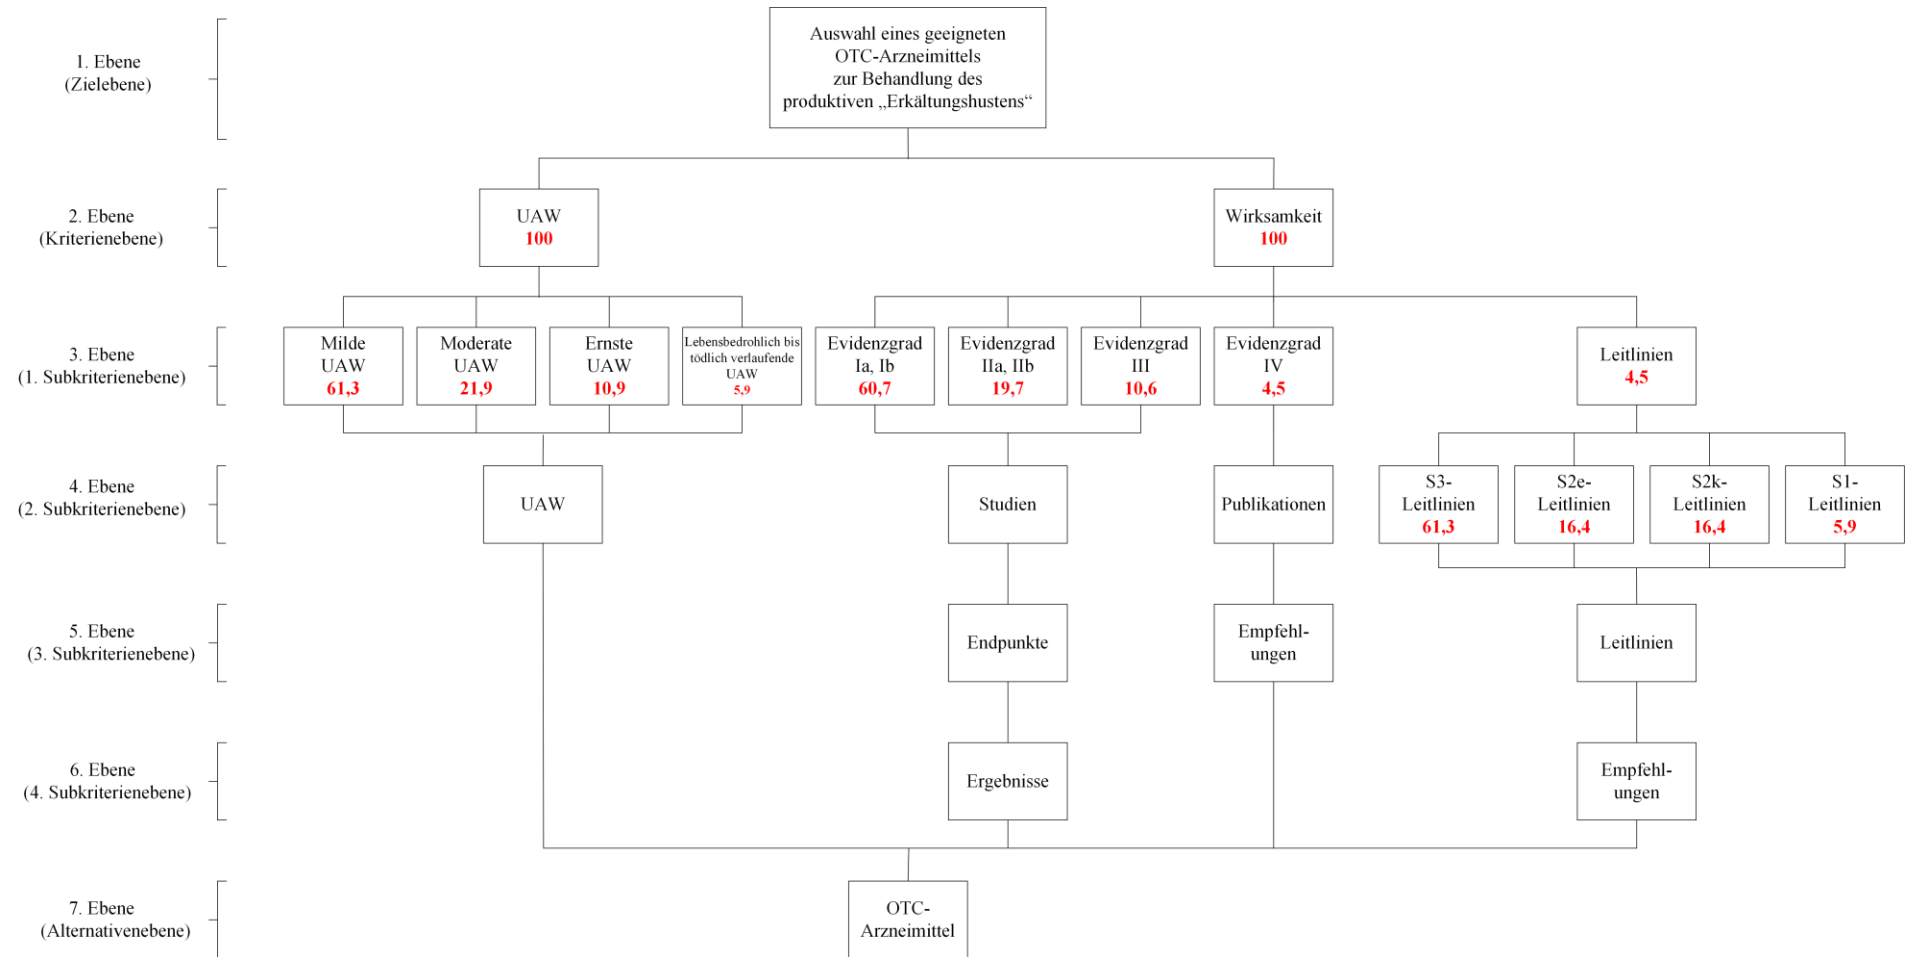 1. Ebene
(Zielebene)
Auswahl eines geeigneten
OTC-Arzneimittels
zur Behandlung des
produktiven „Erkältungshustens“
2. Ebene
(Kriterienebene)
UAW
100
Wirksamkeit
100
3. Ebene
(1. Subkriterienebene)
Milde
UAW
61,3
Moderate
UAW
21,9
Ernste
UAW
10,9
Lebensbedrohlich bis
tödlich verlaufende
UAW
5,9
Evidenzgrad
Ia, Ib
60,7
Evidenzgrad
IIa, IIb
19,7
Evidenzgrad
III
10,6
Evidenzgrad
IV
4,5
Leitlinien
4,5
4. Ebene
(2. Subkriterienebene)
UAW
Studien
Publikationen
S3-
Leitlinien
61,3
S2e-
Leitlinien
16,4
S2k-
Leitlinien
16,4
S1-
Leitlinien
5,9
5. Ebene
(3. Subkriterienebene)
Endpunkte
Empfehl-
ungen
Leitlinien
6. Ebene
(4. Subkriterienebene)
Ergebnisse
Empfehl-
ungen
7. Ebene
(Alternativenebene)
OTC-
Arzneimittel